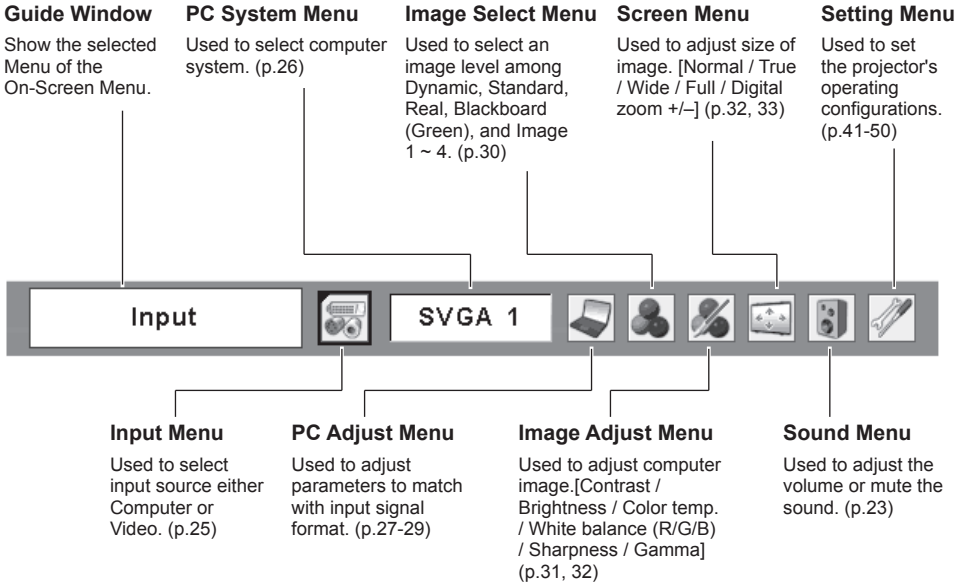 Guide Window
Show the selected
Menu of the
On-Screen Menu.
PC System Menu
Used to select computer
system. (p.26)
Image Select Menu
Used to select an
image level among
Dynamic, Standard,
Real, Blackboard
(Green), and Image
1 ~ 4. (p.30)
Screen Menu
Used to adjust size of
image. [Normal / True
/ Wide / Full / Digital
zoom +/–] (p.32, 33)
Setting Menu
Used to set
the projector's
operating
configurations.
(p.41-50)
Input
SVGA 1
Input Menu
Used to select
input source either
Computer or
Video. (p.25)
PC Adjust Menu
Used to adjust
parameters to match
with input signal
format. (p.27-29)
Image Adjust Menu
Used to adjust computer
image.[Contrast /
Brightness / Color temp.
/ White balance (R/G/B)
/ Sharpness / Gamma]
(p.31, 32)
Sound Menu
Used to adjust the
volume or mute the
sound. (p.23)